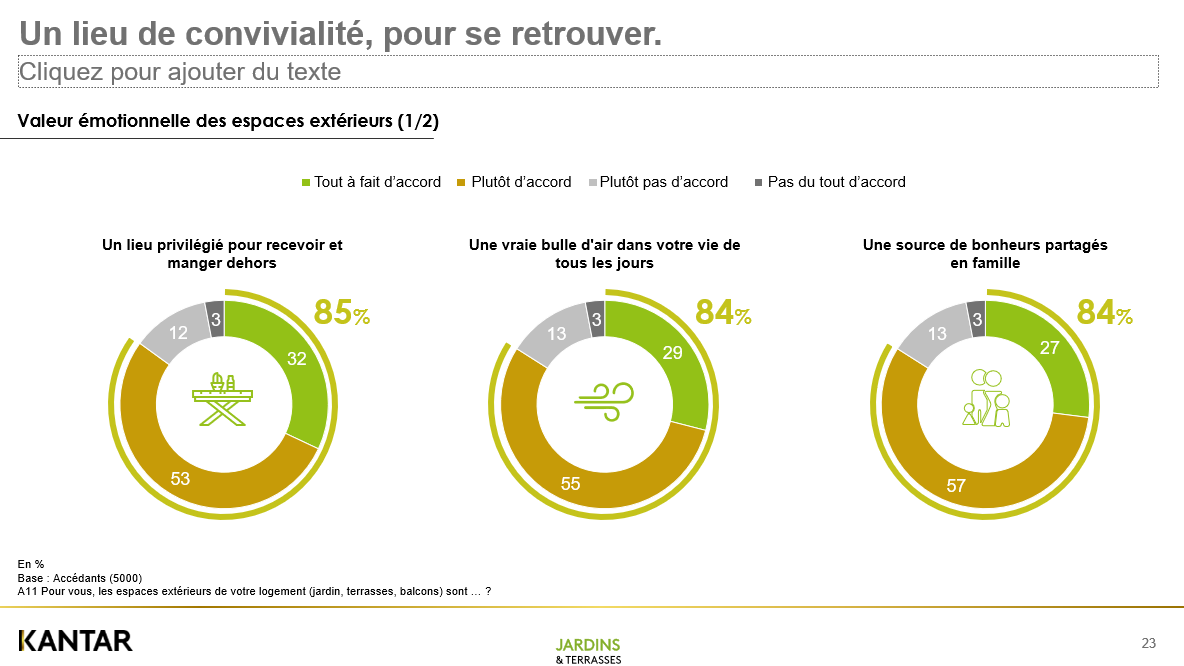 Un lieu de convivialité, pour se retrouver.
Cliquez pour ajouter du texte
Valeur émotionnelle des espaces extérieurs (1/2)
Tout à fait d'accord Plutôt d'accord Plutôt pas d'accord Pas du tout d'accord
Un lieu privilégié pour recevoir et
manger dehors
85%
3
12
32
53
Une vraie bulle d'air dans votre vie de
tous les jours
84%
3
13
29
55
Une source de bonheurs partagés
en famille
84%
3
13
27
57
En %
Base : Accédants (5000)
A11 Pour vous, les espaces extérieurs de votre logement (jardin, terrasses, balcons) sont … ?
KANTAR
JARDINS
& TERRASSES
23